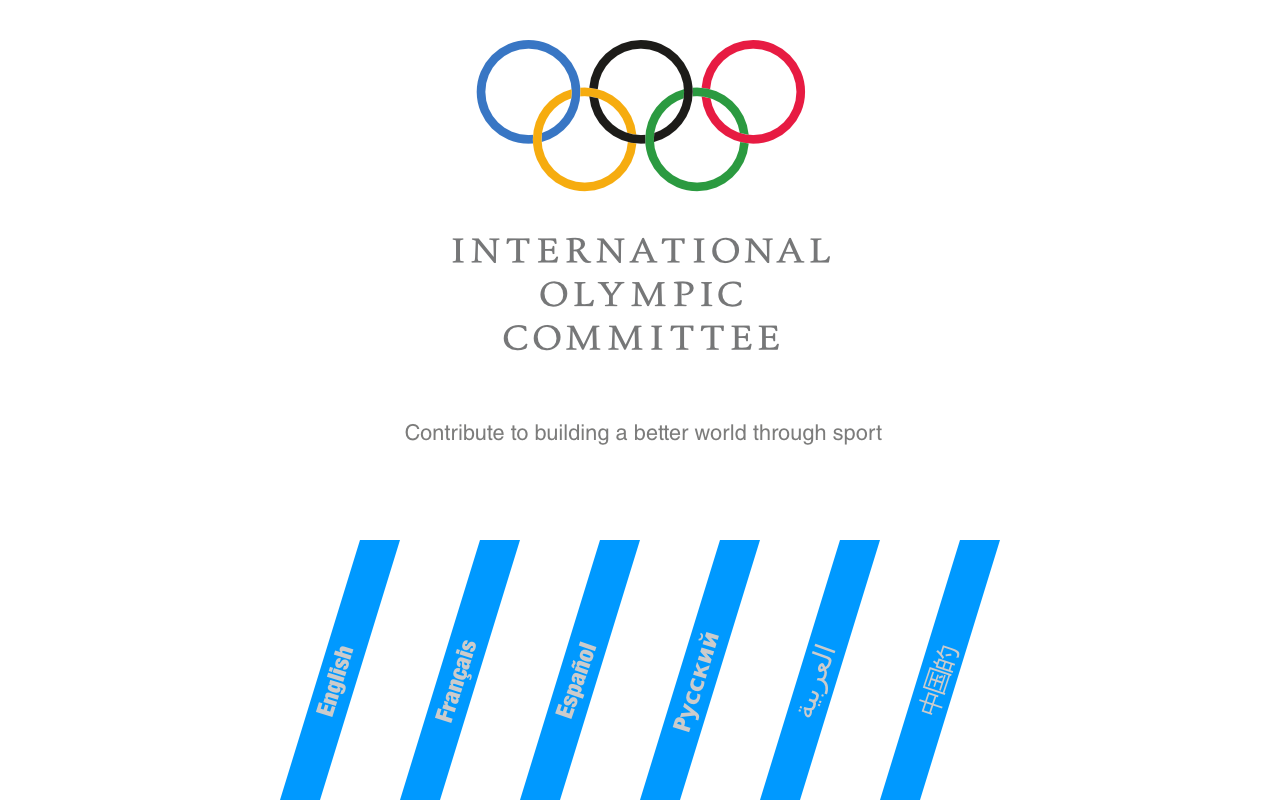 INTERNATIONAL
OLYMPIC
COMMITTEE
Contribute to building a better world through sport
English
Français
Español
Русский
العربية
中国的